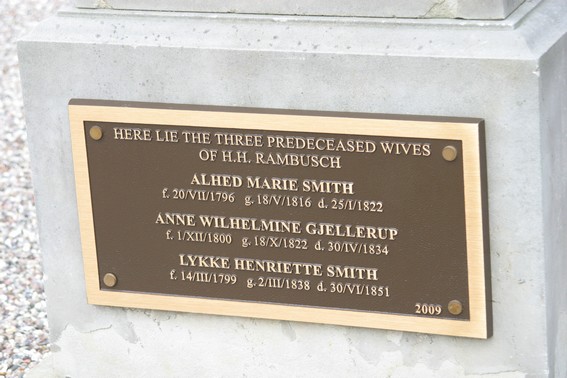 HERE LIE THE THREE PREDECEASED WIVES
OF H.H. RAMBUSCH
ALHED MARIE SMITH
f. 20/VII/1796 g. 18/V/1816 d. 25/I/1822
ANNE WILHELMINE GJELLERUP
f. 1/XII/1800 g. 18/X/1822 d. 30/IV/1834
LYKKE HENRIETTE SMITH
f. 14/III/1799 g. 2/III/1838 d. 30/VI/1851
2009